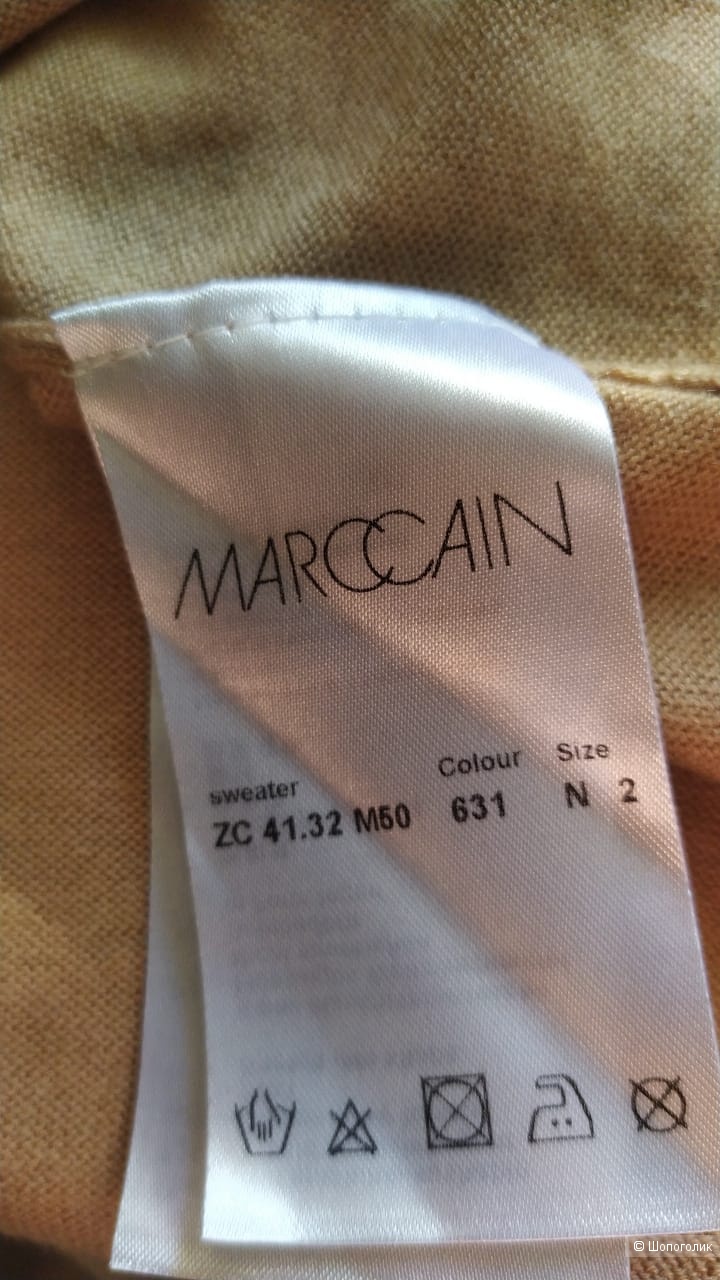 MARCCAIN
sweater Colour Size
ZC 41.32 M50 631 N 2
© Шопоголик